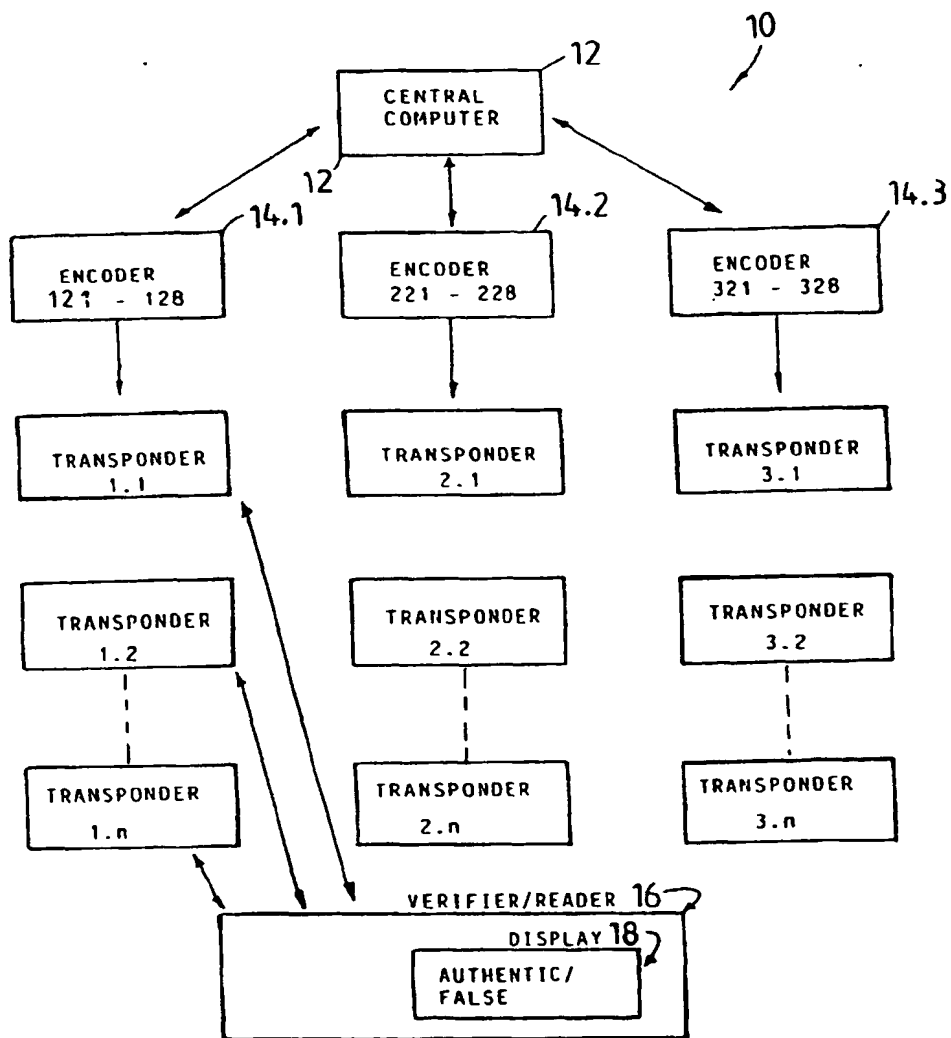 10
12
CENTRAL
COMPUTER
12
14.1
14.2
14.3
ENCODER
121 - 128
ENCODER
221 - 228
ENCODER
321 - 328
TRANSPONDER
1.1
TRANSPONDER
2.1
TRANSPONDER
3.1
TRANSPONDER
1.2
TRANSPONDER
2.2
TRANSPONDER
3.2
TRANSPONDER
1.n
TRANSPONDER
2.n
TRANSPONDER
3.n
VERIFIER/READER 16
DISPLAY 18
AUTHENTIC/
FALSE